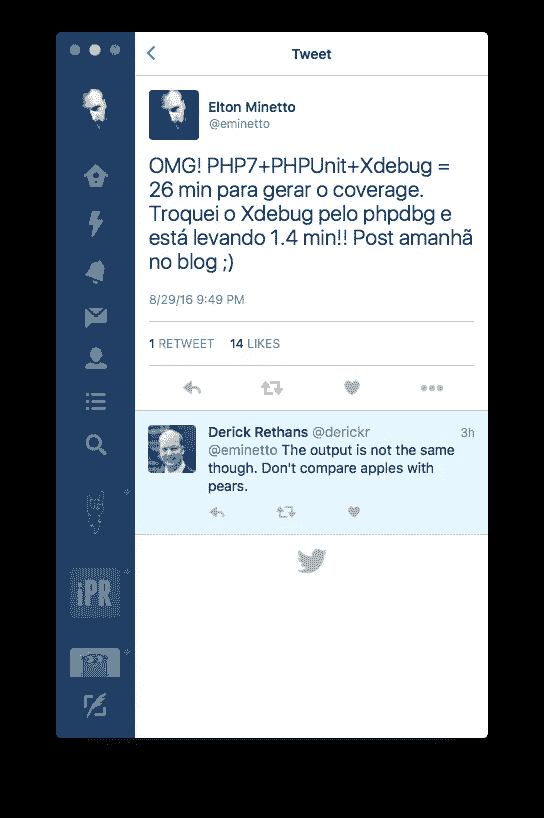 Tweet
Elton Minetto
@eminetto
OMG! PHP7+PHPUnit+Xdebug =
26 min para gerar o coverage.
Troquei o Xdebug pelo phpdbg e
está levando 1.4 min!! Post amanhã
no blog ;)
8/29/16 9:49 PM
1 RETWEET 14 LIKES
Derick Rethans @derickr 3h
@eminetto The output is not the same
though. Don't compare apples with
pears.
iPR